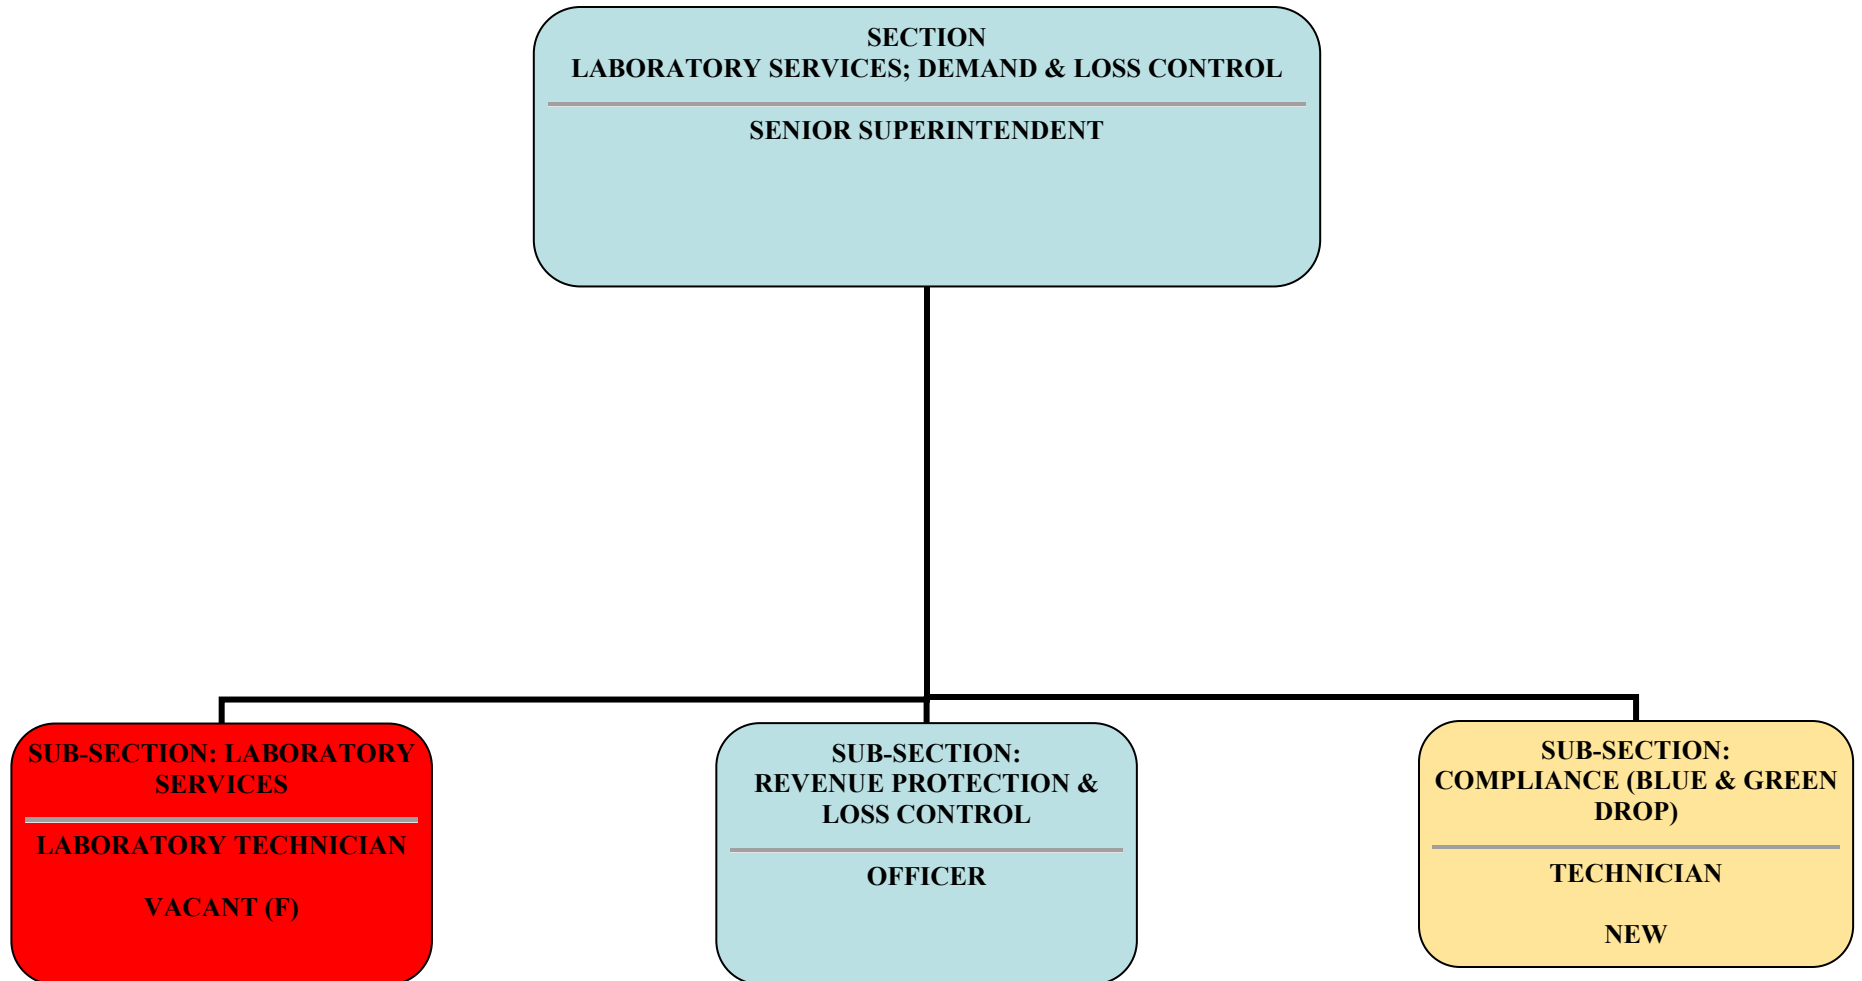 SECTION
LABORATORY SERVICES; DEMAND & LOSS CONTROL
SENIOR SUPERINTENDENT
SUB-SECTION: LABORATORY
SERVICES
LABORATORY TECHNICIAN
VACANT (F)
SUB-SECTION:
REVENUE PROTECTION &
LOSS CONTROL
OFFICER
SUB-SECTION:
COMPLIANCE (BLUE & GREEN
DROP)
TECHNICIAN
NEW